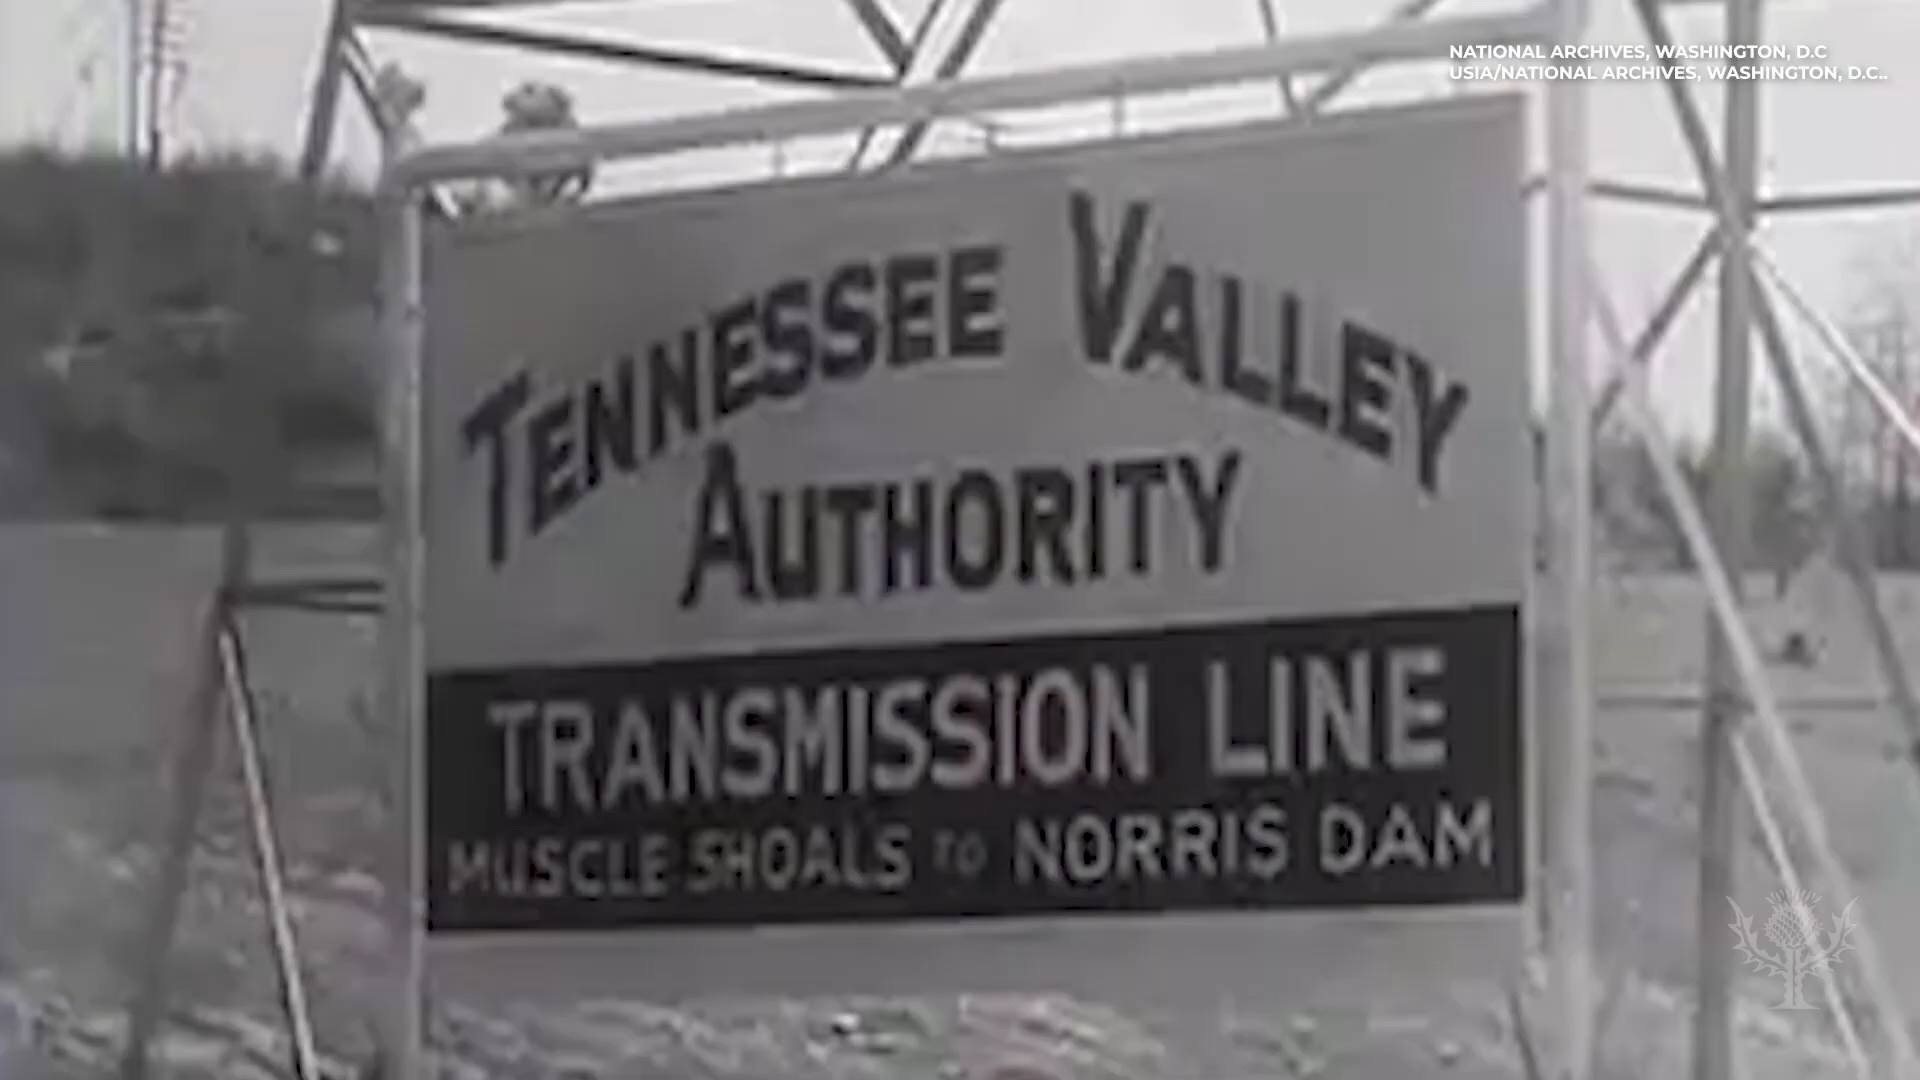 NATIONAL ARCHIVES, WASHINGTON, D.C
USIA/NATIONAL ARCHIVES, WASHINGTON, D.C..
TENNESSEE VALLEY
AUTHORITY
TRANSMISSION LINE
MUSCLE SHOALS TO NORRIS DAM